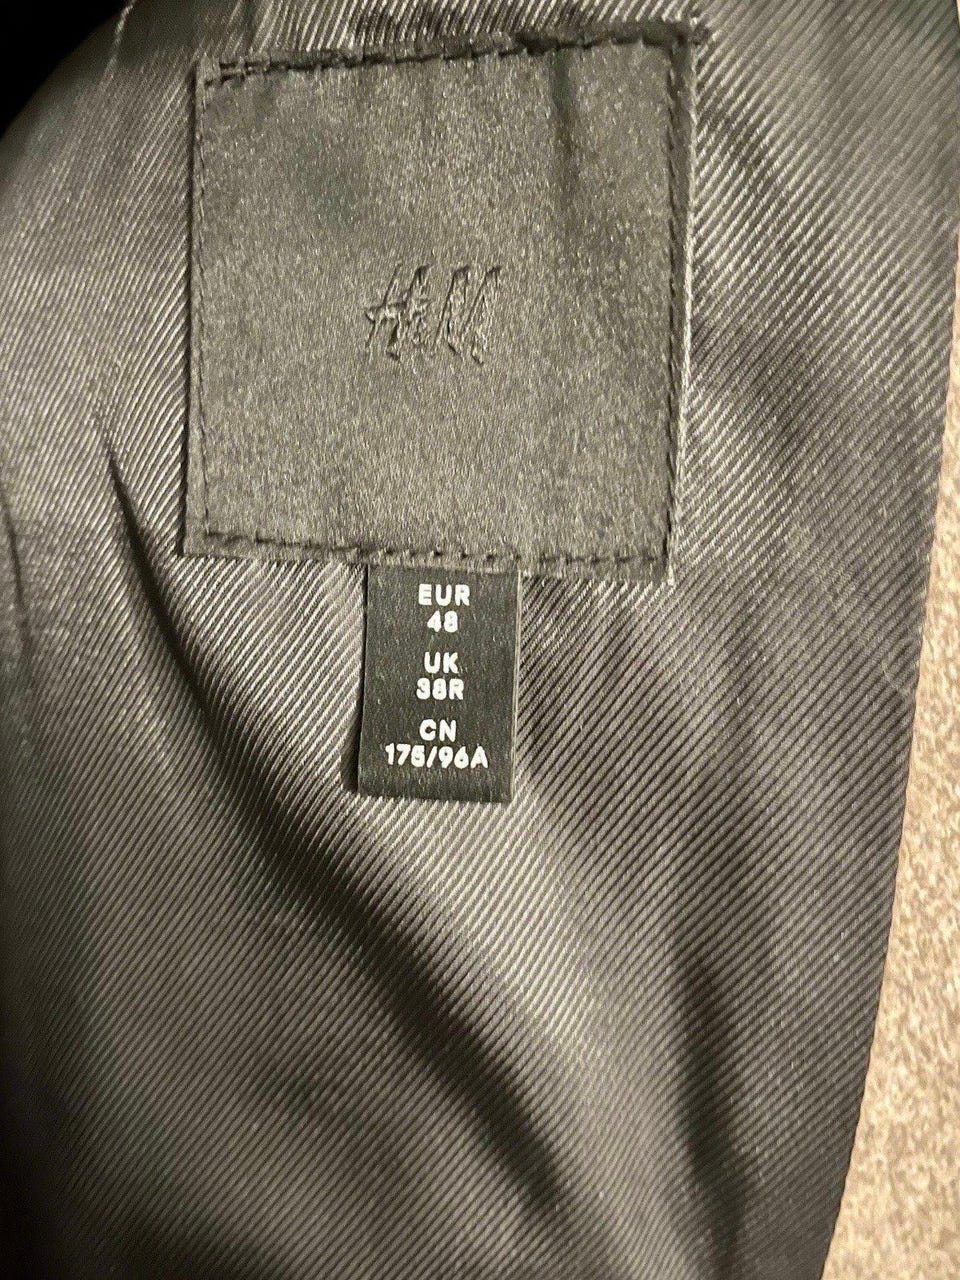 H&M
EUR
48
UK
38R
CN
175/96A